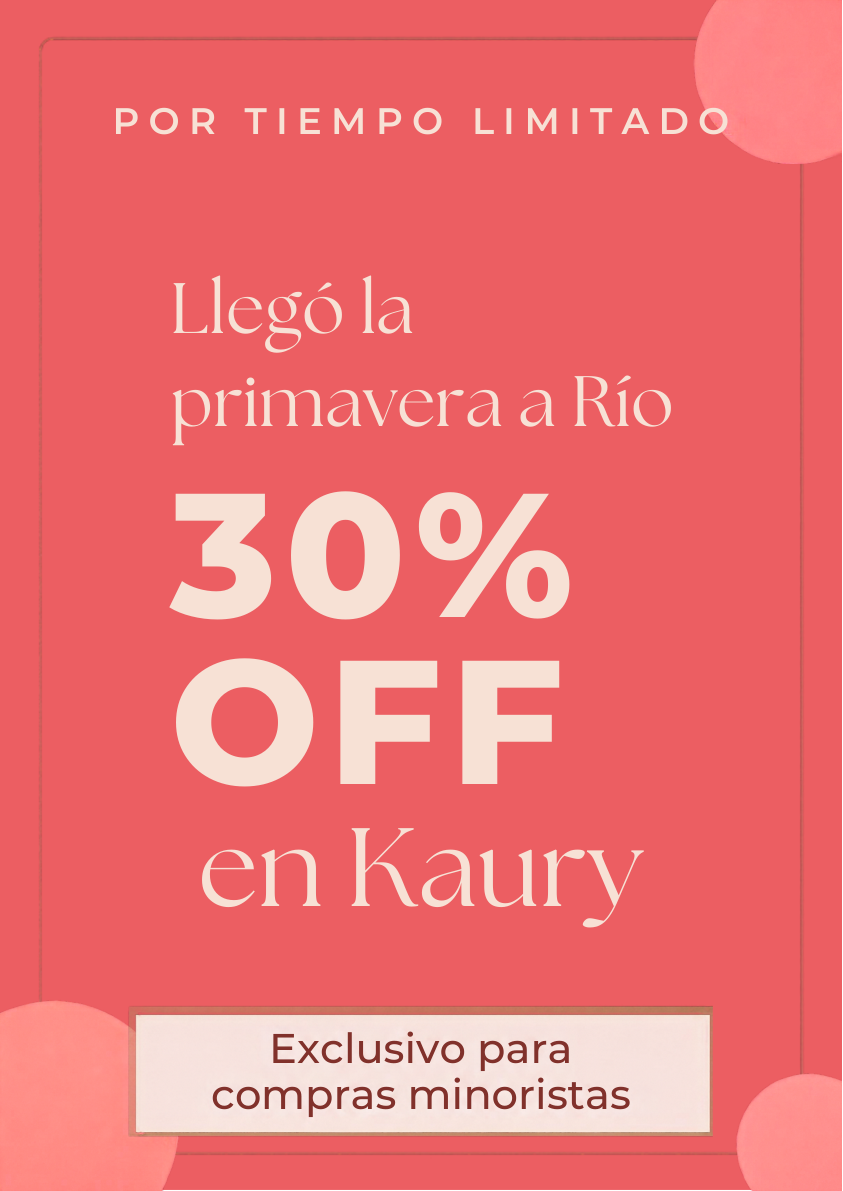 POR TIEMPO LIMITADO
Llegó la
primavera a Río
30%
OFF
en Kaury
Exclusivo para
compras minoristas